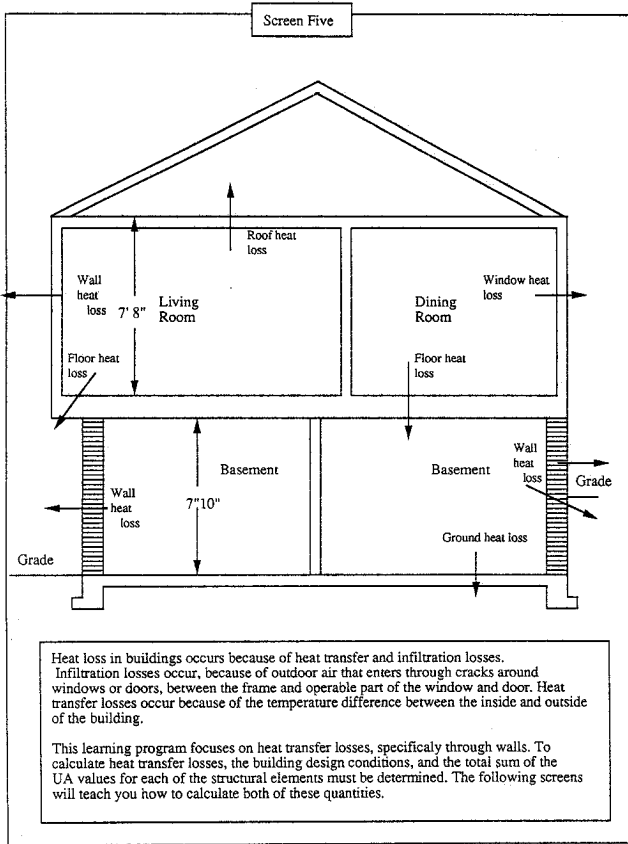 Screen Five
Roof heat
loss
Wall
heat
loss
7' 8"
Living
Room
Dining
Room
Window heat
loss
Floor heat
loss
Floor heat
loss
Basement
Basement
Wall
heat
loss
Grade
Wall
heat
loss
7"10"
Ground heat loss
Grade
Heat loss in buildings occurs because of heat transfer and infiltration losses.
Infiltration losses occur, because of outdoor air that enters through cracks around
windows or doors, between the frame and operable part of the window and door. Heat
transfer losses occur because of the temperature difference between the inside and outside
of the building.
This learning program focuses on heat transfer losses, specificaly through walls. To
calculate heat transfer losses, the building design conditions, and the total sum of the
UA values for each of the structural elements must be determined. The following screens
will teach you how to calculate both of these quantities.